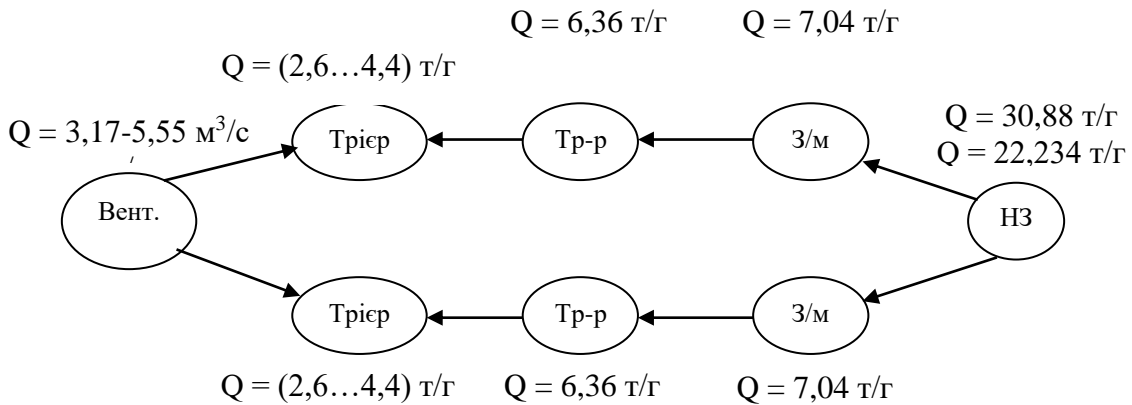 Q = 6,36 т/г
Q = 7,04 т/г
Q = (2,6…4,4) т/г
Q = 3,17-5,55 м³/с
Трієр
Тр-р
З/м
Q = 30,88 т/г
Q = 22,234 т/г
Вент.
НЗ
Трієр
Тр-р
З/м
Q = (2,6…4,4) т/г
Q = 6,36 т/г
Q = 7,04 т/г